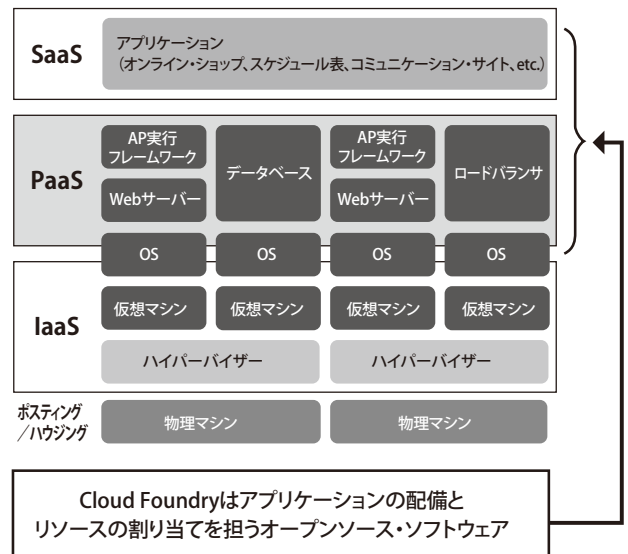 SaaS
アプリケーション
（オンライン・ショップ、スケジュール表、コミュニケーション・サイト、etc.）
PaaS
AP実行
フレームワーク
Webサーバー
データベース
AP実行
フレームワーク
Webサーバー
ロードバランサ
OS
OS
OS
OS
IaaS
仮想マシン
仮想マシン
仮想マシン
仮想マシン
ハイパーバイザー
ハイパーバイザー
ポスティング
／ハウジング
物理マシン
物理マシン
Cloud Foundryはアプリケーションの配備と
リソースの割り当てを担うオープンソース・ソフトウェア